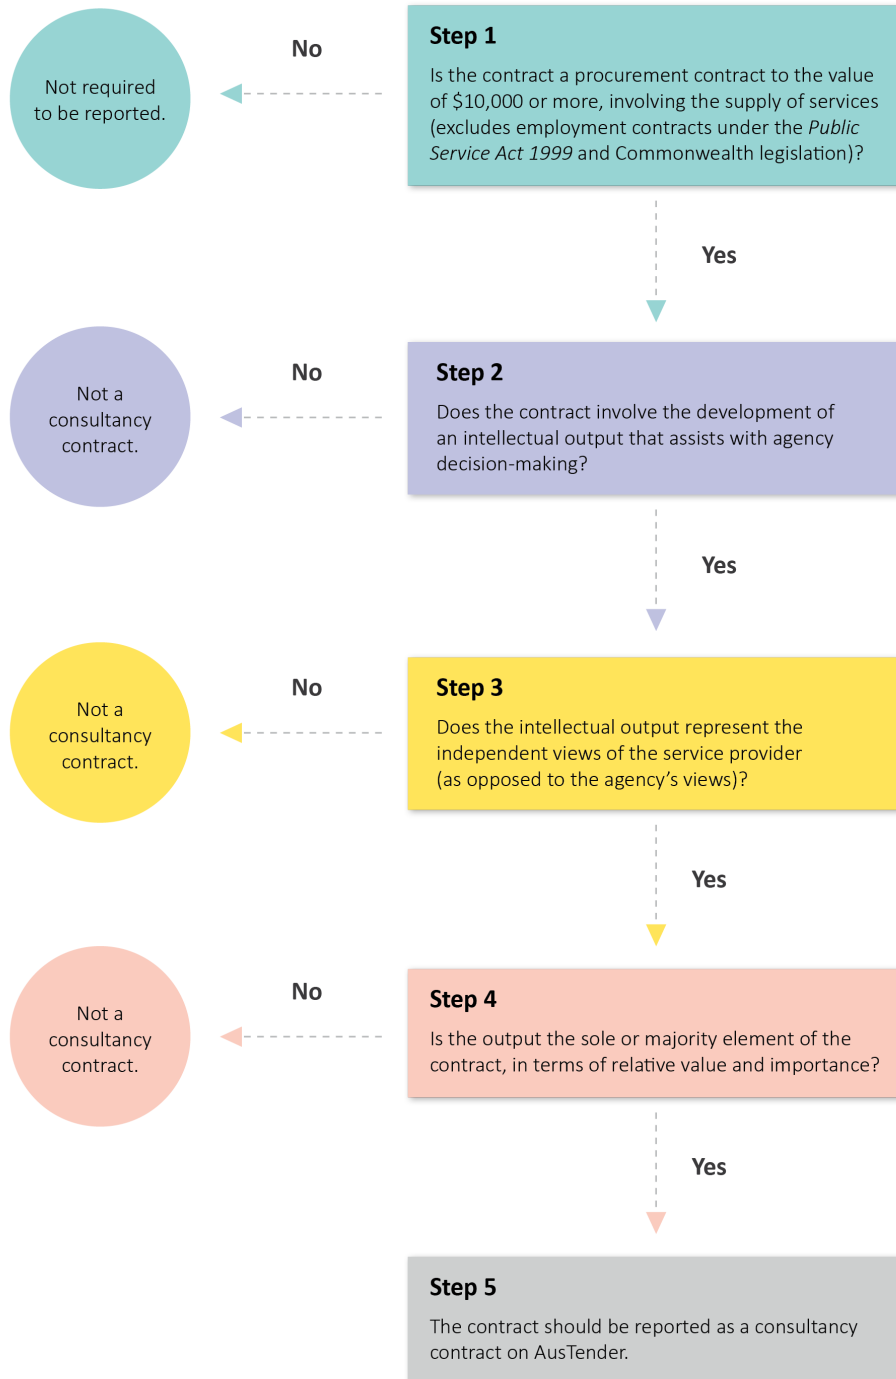 Step 1
Is the contract a procurement contract to the value
of $10,000 or more, involving the supply of services
(excludes employment contracts under the Public
Service Act 1999 and Commonwealth legislation)?
No
Not required
to be reported.
Yes
Step 2
Does the contract involve the development of
an intellectual output that assists with agency
decision-making?
No
Not a
consultancy
contract.
Yes
Step 3
Does the intellectual output represent the
independent views of the service provider
(as opposed to the agency’s views)?
No
Not a
consultancy
contract.
Yes
Step 4
Is the output the sole or majority element of the
contract, in terms of relative value and importance?
No
Not a
consultancy
contract.
Yes
Step 5
The contract should be reported as a consultancy
contract on AusTender.